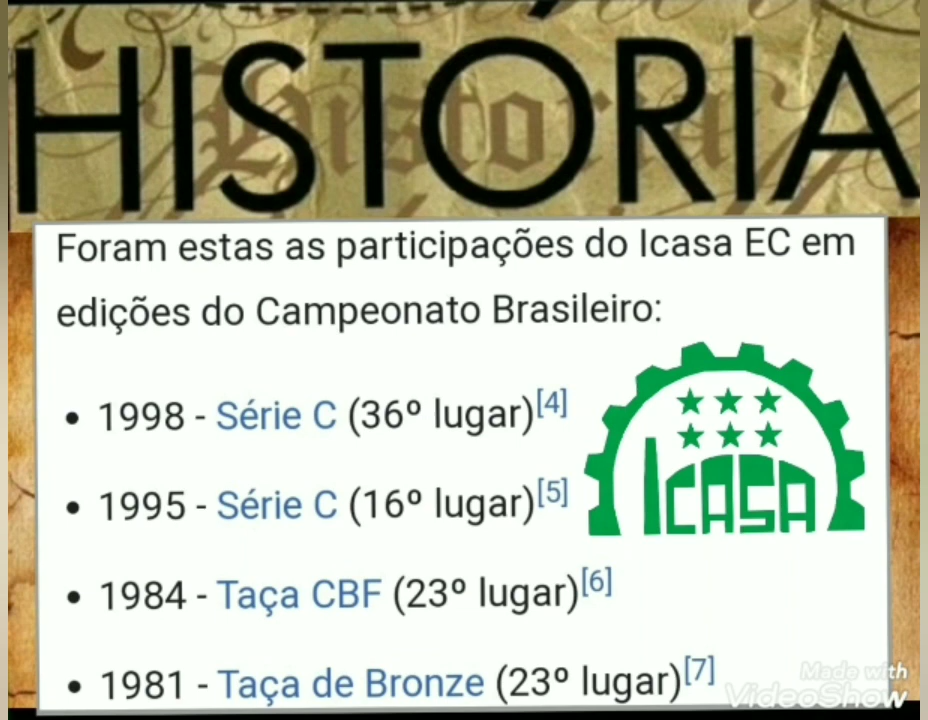 HISTÓRIA
História
Foram estas as participações do Icasa EC em
edições do Campeonato Brasileiro:
• 1998 - Série C (36º lugar)[4]
• 1995 - Série C (16º lugar)[5]
ICASA
• 1984 - Taça CBF (23º lugar)[6]
• 1981 - Taça de Bronze (23º lugar)[7]
Made with
VideoShow